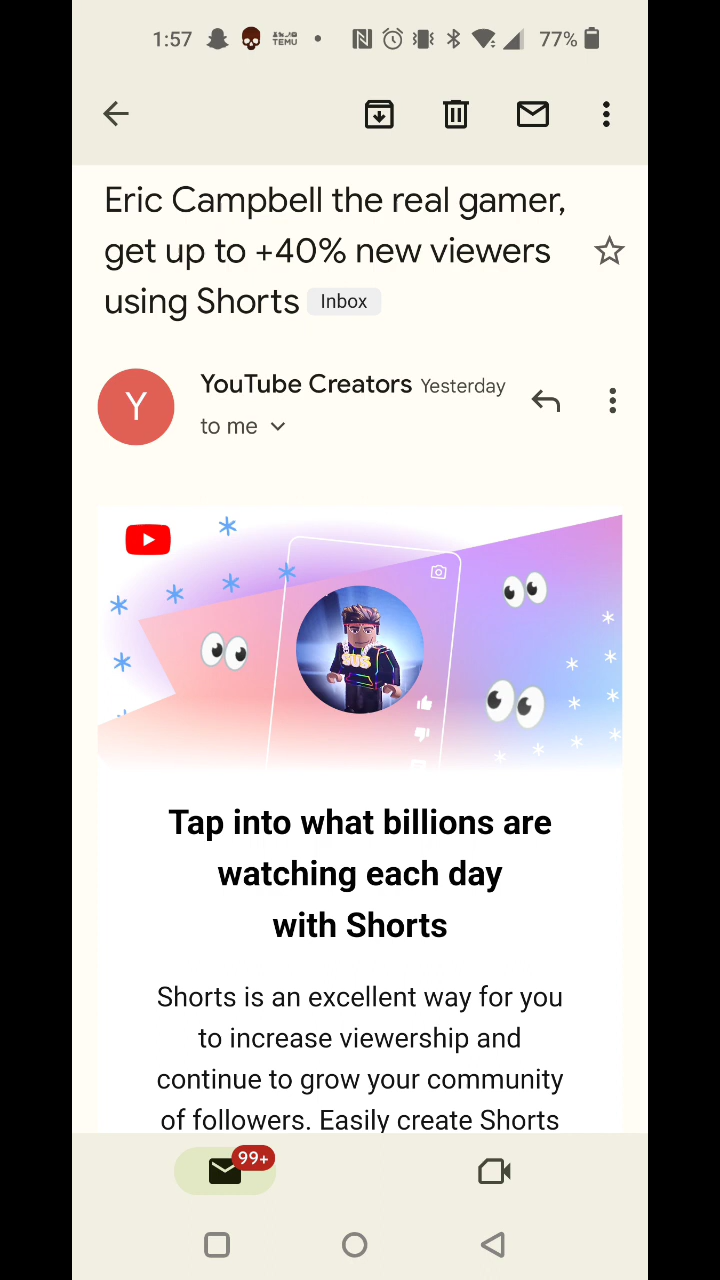 1:57 TEMU 77%
Eric Campbell the real gamer,
get up to +40% new viewers
using Shorts Inbox
YouTube Creators Yesterday
Y
to me
SUS
Tap into what billions are
watching each day
with Shorts
Shorts is an excellent way for you
to increase viewership and
continue to grow your community
of followers. Easily create Shorts
99+